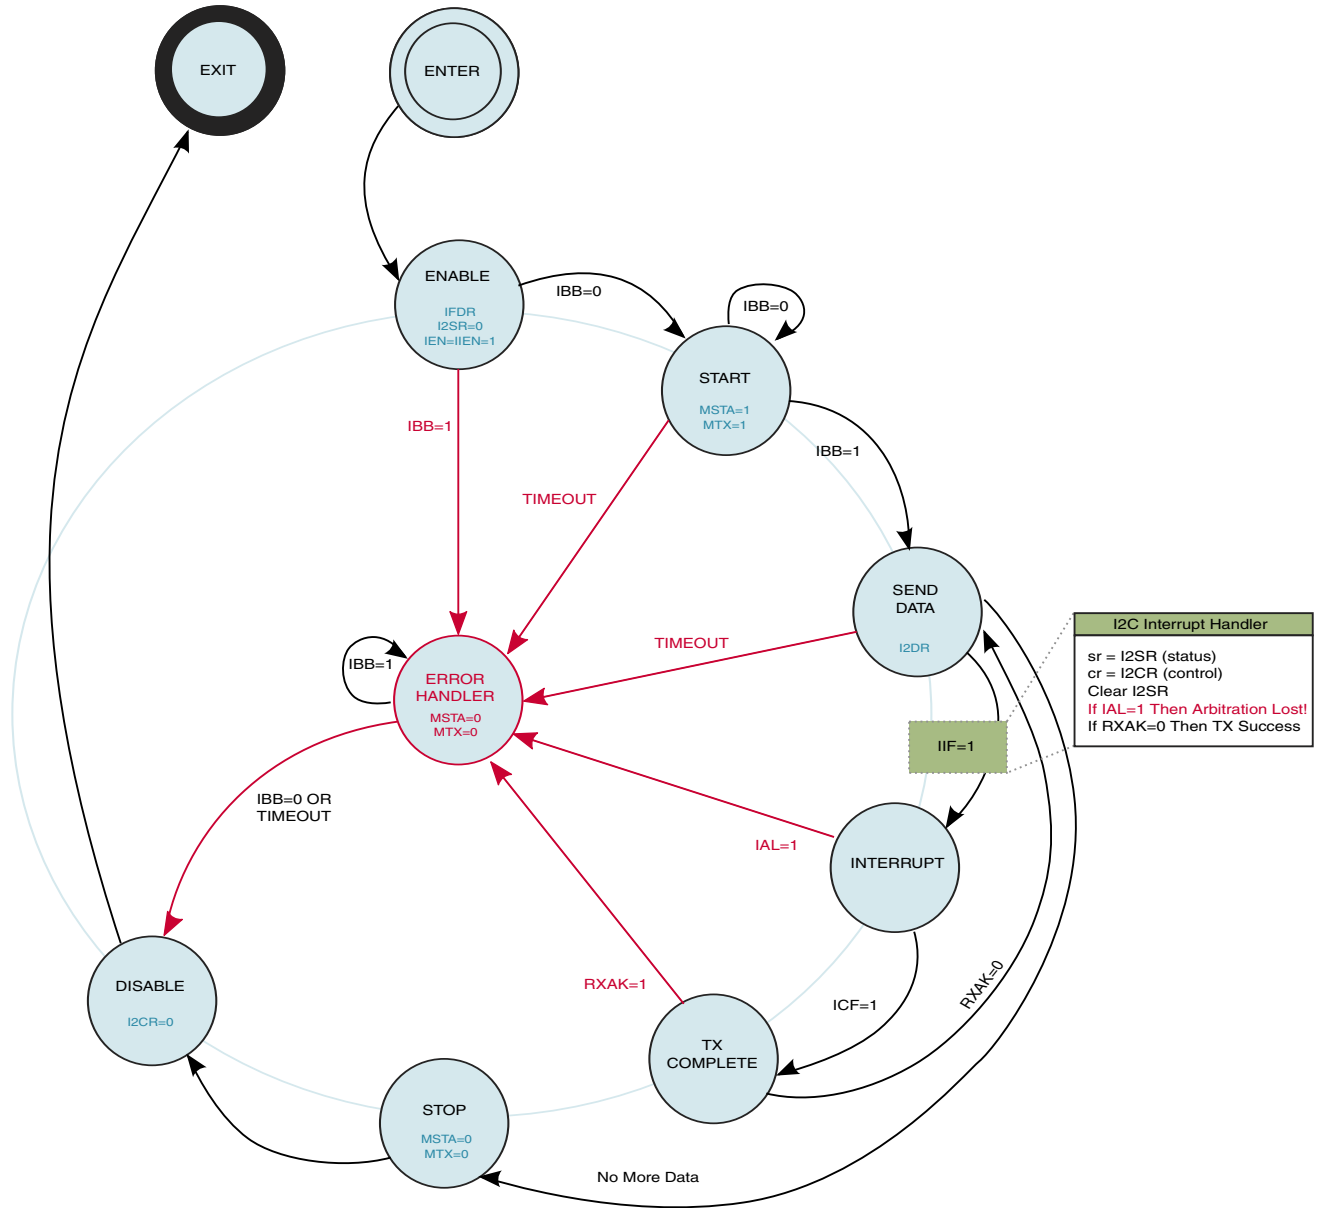 EXIT
ENTER
ENABLE
IFDR
I2SR=0
IEN=IIEN=1
IBB=0
IBB=0
START
MSTA=1
MTX=1
IBB=1
IBB=1
TIMEOUT
SEND
DATA
I2DR
TIMEOUT
I2C Interrupt Handler
sr = I2SR (status)
cr = I2CR (control)
Clear I2SR
If IAL=1 Then Arbitration Lost!
If RXAK=0 Then TX Success
IBB=1
ERROR
HANDLER
MSTA=0
MTX=0
IIF=1
IBB=0 OR
TIMEOUT
IAL=1
INTERRUPT
RXAK=1
ICF=1
RXAK=0
DISABLE
I2CR=0
TX
COMPLETE
STOP
MSTA=0
MTX=0
No More Data